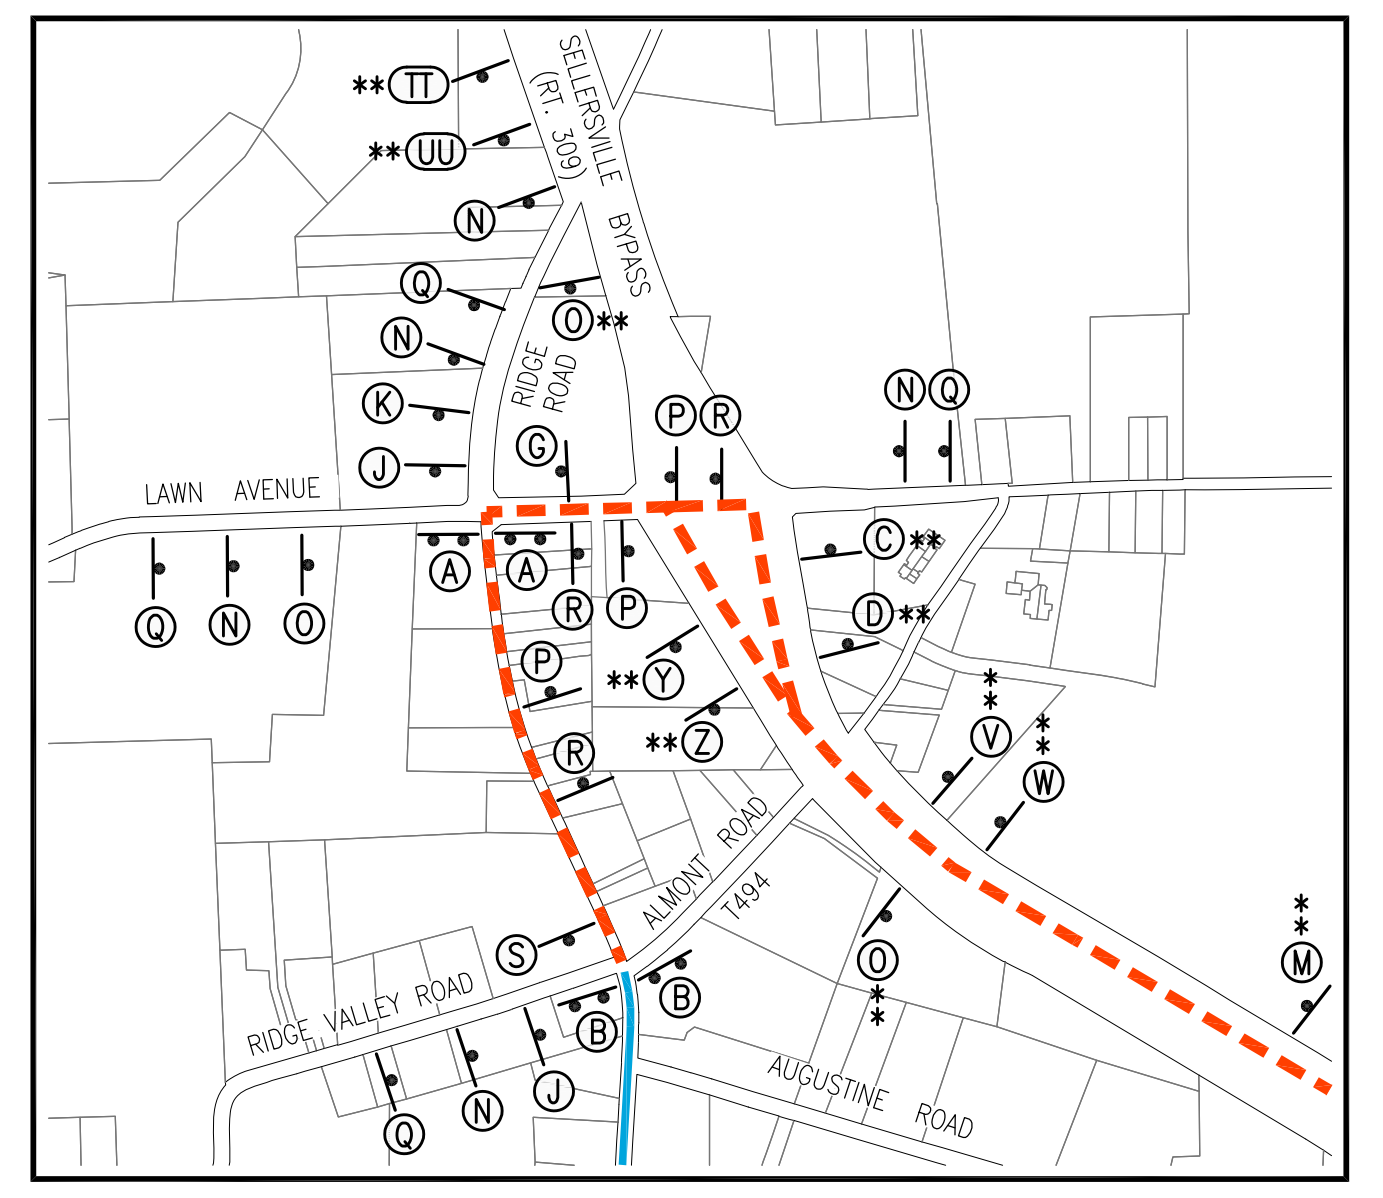 ** TT
SELLERSVILLE BYPASS
(RT. 309)
** UU
N
Q
O **
N
RIDGE
ROAD
K
P
R
N
Q
G
J
LAWN AVENUE
A
A
C **
Q
N
O
R
P
D **
P
** Y
** Z
R
** V
** W
ALMONT ROAD
T494
S
O **
** M
B
RIDGE VALLEY ROAD
B
AUGUSTINE ROAD
J
N
Q